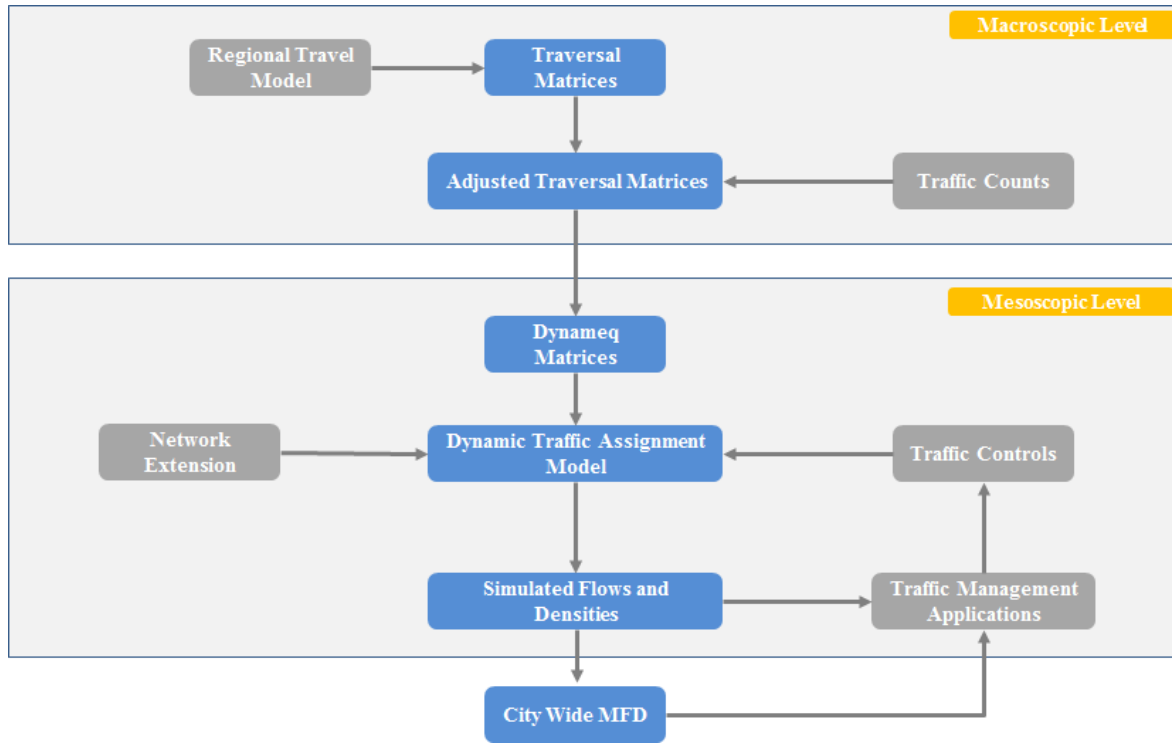 Macroscopic Level
Regional Travel
Model
Traversal
Matrices
Adjusted Traversal Matrices
Traffic Counts
Mesoscopic Level
Dynameq
Matrices
Network
Extension
Dynamic Traffic Assignment
Model
Traffic Controls
Simulated Flows and
Densities
Traffic Management
Applications
City Wide MFD